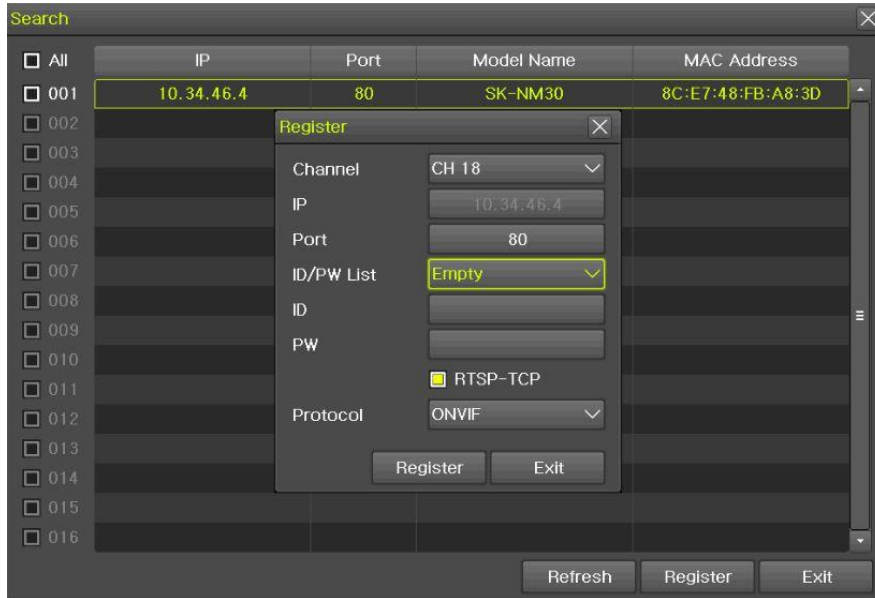 Search
All IP Port Model Name MAC Address
001 10.34.46.4 80 SK-NM30 8C:E7:48:FB:A8:3D
002
Register
003
Channel CH 18
004
IP 10.34.46.4
005
Port 80
006
007
ID/PW List Empty
008
ID
009
PW
010
RTSP-TCP
011
Protocol ONVIF
012
013
Register Exit
014
015
016
Refresh Register Exit